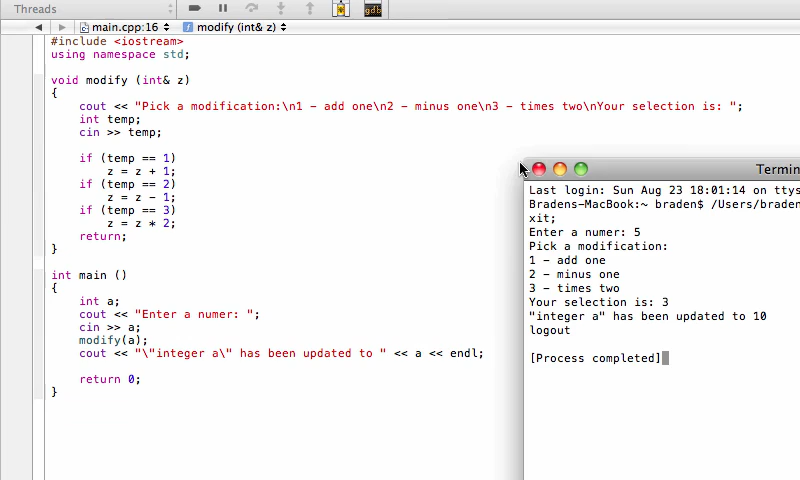 Threads
gdb
main.cpp:16 modify (int& z)
#include <iostream>
using namespace std;
void modify (int& z)
{
cout << "Pick a modification:\n1 - add one\n2 - minus one\n3 - times two\nYour selection is: ";
int temp;
cin >> temp;
if (temp == 1)
z = z + 1;
if (temp == 2)
z = z - 1;
if (temp == 3)
z = z * 2;
return;
}
int main ()
{
int a;
cout << "Enter a numer: ";
cin >> a;
modify(a);
cout << "\"integer a\" has been updated to " << a << endl;
return 0;
}
Termin
Last login: Sun Aug 23 18:01:14 on ttys
Bradens-MacBook:~ braden$ /Users/braden
xit;
Enter a numer: 5
Pick a modification:
1 - add one
2 - minus one
3 - times two
Your selection is: 3
"integer a" has been updated to 10
logout
[Process completed]